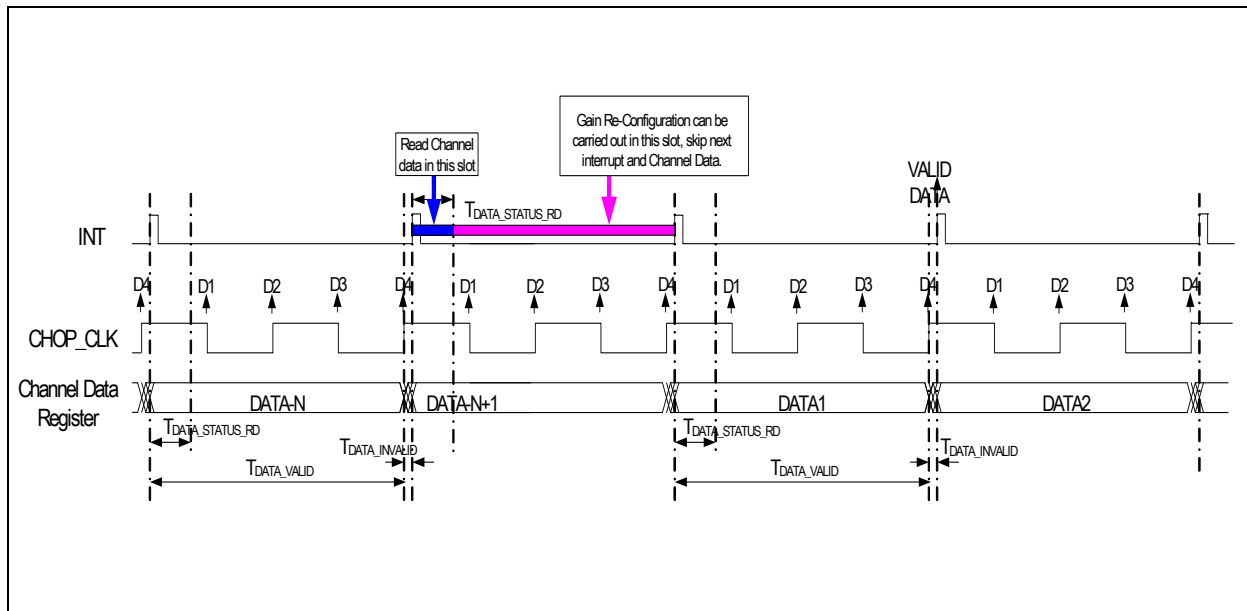 Gain Re-Configuration can be
carried out in this slot, skip next
interrupt and Channel Data.
Read Channel
data in this slot
VALID
DATA
TDATA_STATUS_RD
INT
D4 D1 D2 D3 D4 D1 D2 D3 D4 D1 D2 D3 D4 D1 D2 D3 D4
CHOP_CLK
Channel Data
Register
DATA-N DATA-N+1 DATA1 DATA2
TDATA_STATUS_RD TDATA_STATUS_RD
TDATA_INVALID TDATA_INVALID
TDATA_VALID TDATA_VALID